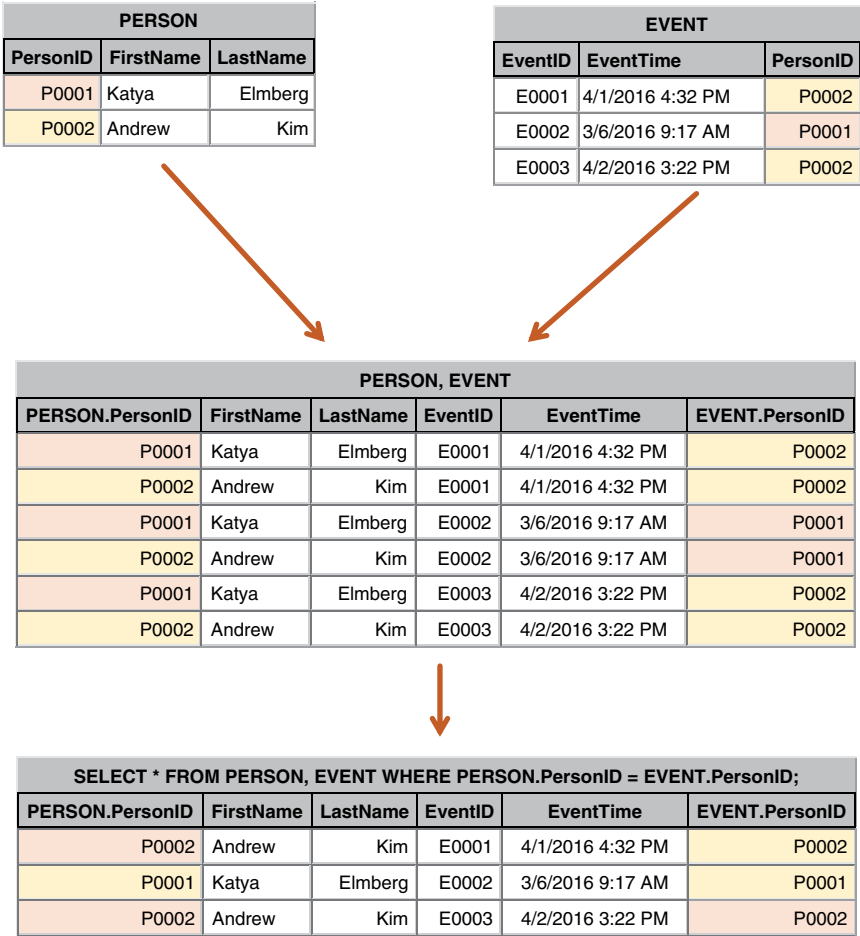 PERSON
PersonID FirstName LastName
P0001 Katya Elmberg
P0002 Andrew Kim
EVENT
EventID EventTime PersonID
E0001 4/1/2016 4:32 PM P0002
E0002 3/6/2016 9:17 AM P0001
E0003 4/2/2016 3:22 PM P0002
PERSON, EVENT
PERSON.PersonID FirstName LastName EventID EventTime EVENT.PersonID
P0001 Katya Elmberg E0001 4/1/2016 4:32 PM P0002
P0002 Andrew Kim E0001 4/1/2016 4:32 PM P0002
P0001 Katya Elmberg E0002 3/6/2016 9:17 AM P0001
P0002 Andrew Kim E0002 3/6/2016 9:17 AM P0001
P0001 Katya Elmberg E0003 4/2/2016 3:22 PM P0002
P0002 Andrew Kim E0003 4/2/2016 3:22 PM P0002
SELECT * FROM PERSON, EVENT WHERE PERSON.PersonID = EVENT.PersonID;
PERSON.PersonID FirstName LastName EventID EventTime EVENT.PersonID
P0002 Andrew Kim E0001 4/1/2016 4:32 PM P0002
P0001 Katya Elmberg E0002 3/6/2016 9:17 AM P0001
P0002 Andrew Kim E0003 4/2/2016 3:22 PM P0002